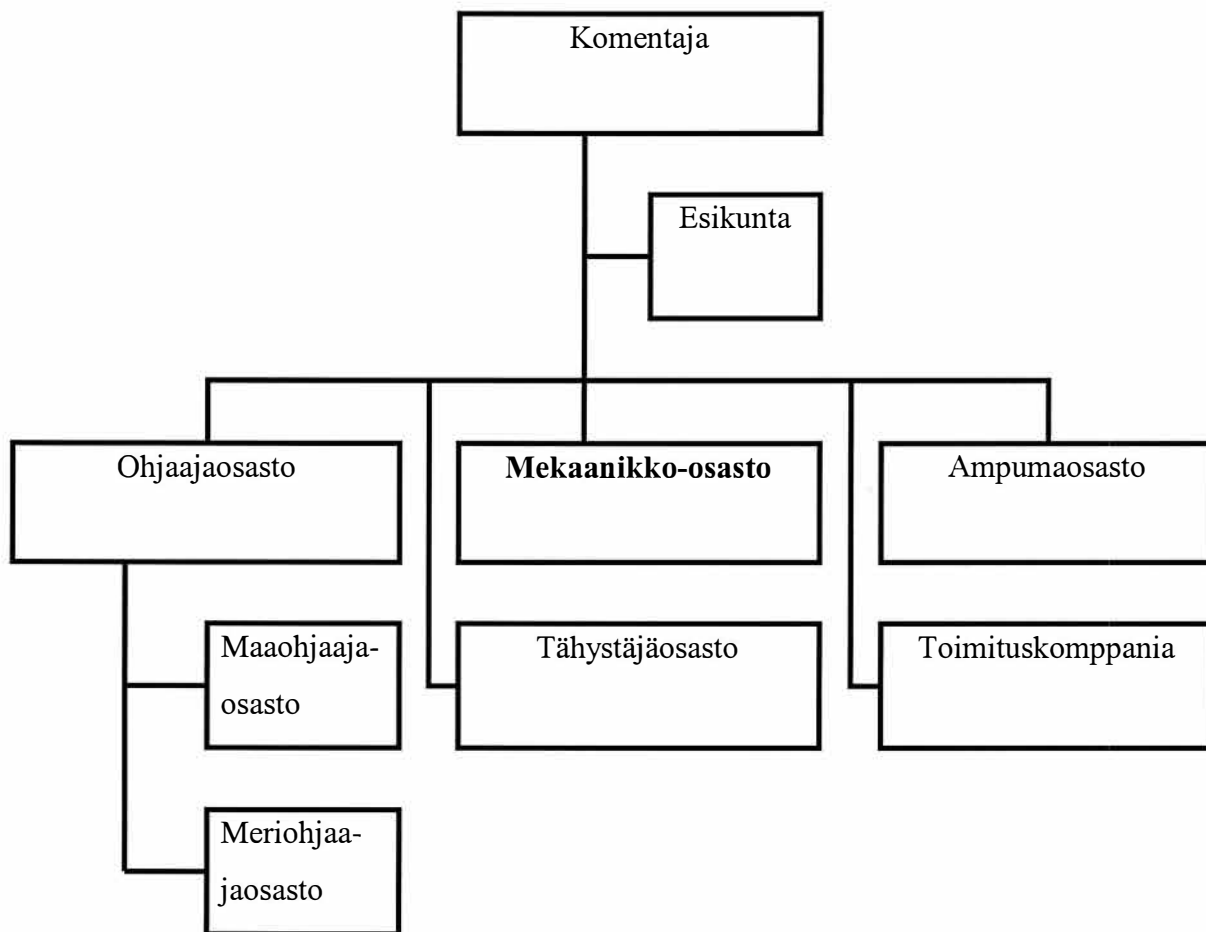 Komentaja
Esikunta
Ohjaajaosasto
Mekaanikko-osasto
Ampumaosasto
Maaohjaaja-
osasto
Tähystäjäosasto
Toimituskomppania
Meriohjaa-
jaosasto